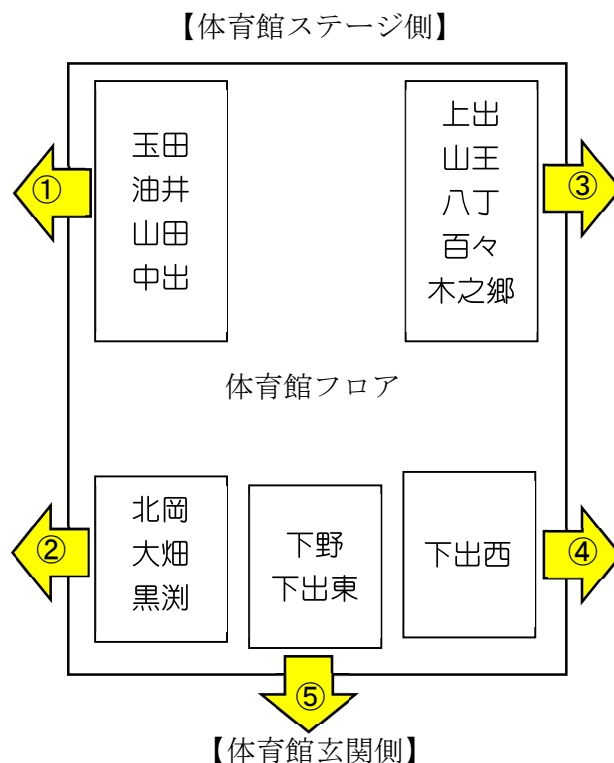 【体育館ステージ側】
①
玉田
油井
山田
中出
上出
山王
八丁
百々
木之郷
③
体育館フロア
②
北岡
大畑
黒渕
下野
下出東
下出西
④
⑤
【体育館玄関側】